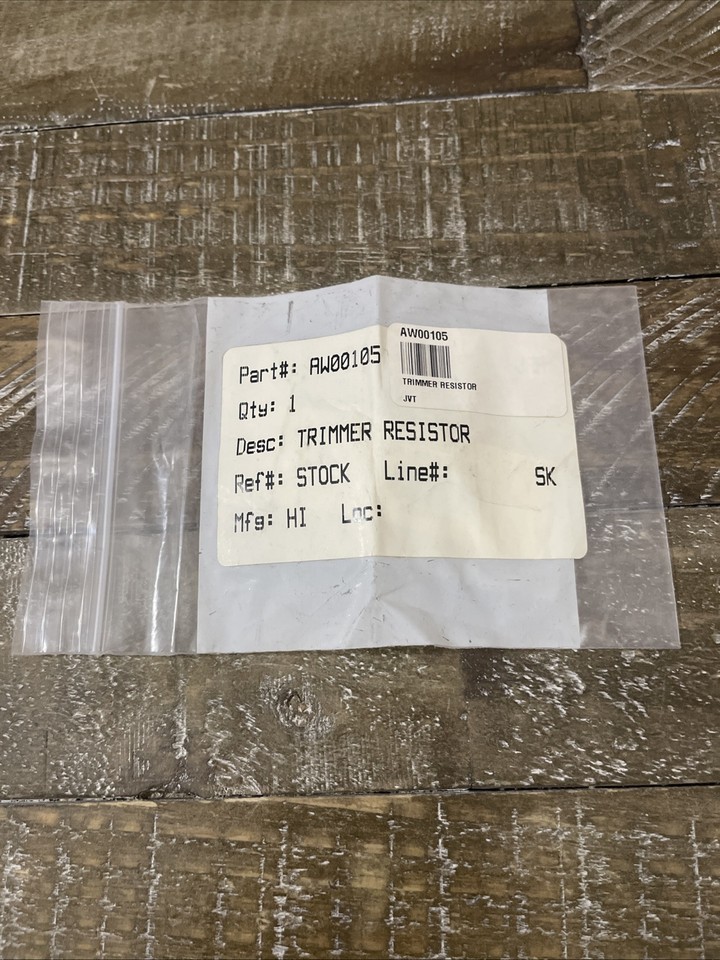 Part#: AW00105
Qty: 1
Desc: TRIMMER RESISTOR
Ref#: STOCK Line#: SK
Mfg: HI Loc:
AW00105
TRIMMER RESISTOR
JVT